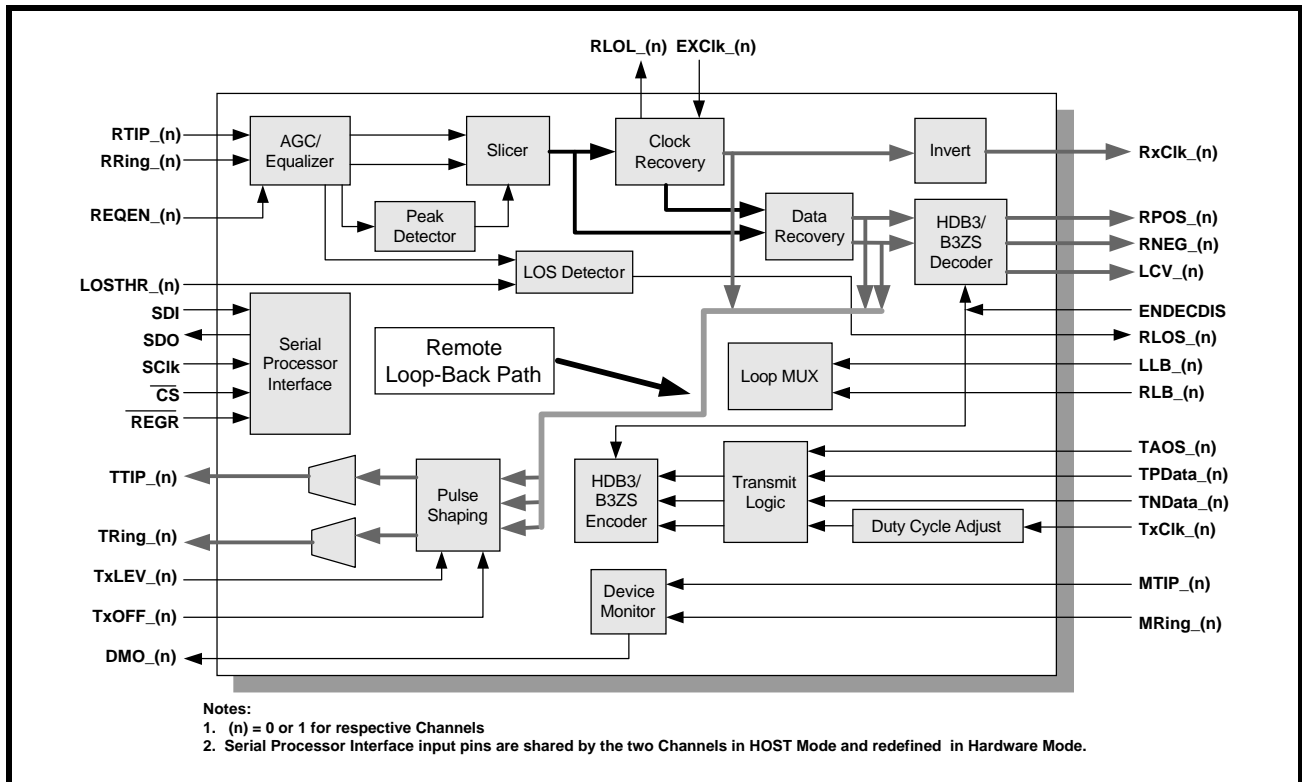 RLOL_(n) EXClk_(n)
RTIP_(n)
RRing_(n)
REQEN_(n)
LOSTHR_(n)
SDI
SDO
SClk
CS
REGR
TTIP_(n)
TRing_(n)
TxLEV_(n)
TxOFF_(n)
DMO_(n)
AGC/
Equalizer
Slicer
Peak
Detector
LOS Detector
Clock
Recovery
Data
Recovery
Invert
HDB3/
B3ZS
Decoder
Serial
Processor
Interface
Remote
Loop-Back Path
Loop MUX
Pulse
Shaping
HDB3/
B3ZS
Encoder
Transmit
Logic
Duty Cycle Adjust
Device
Monitor
RxClk_(n)
RPOS_(n)
RNEG_(n)
LCV_(n)
ENDECDIS
RLOS_(n)
LLB_(n)
RLB_(n)
TAOS_(n)
TPData_(n)
TNData_(n)
TxClk_(n)
MTIP_(n)
MRing_(n)
Notes:
1. (n) = 0 or 1 for respective Channels
2. Serial Processor Interface input pins are shared by the two Channels in HOST Mode and redefined in Hardware Mode.